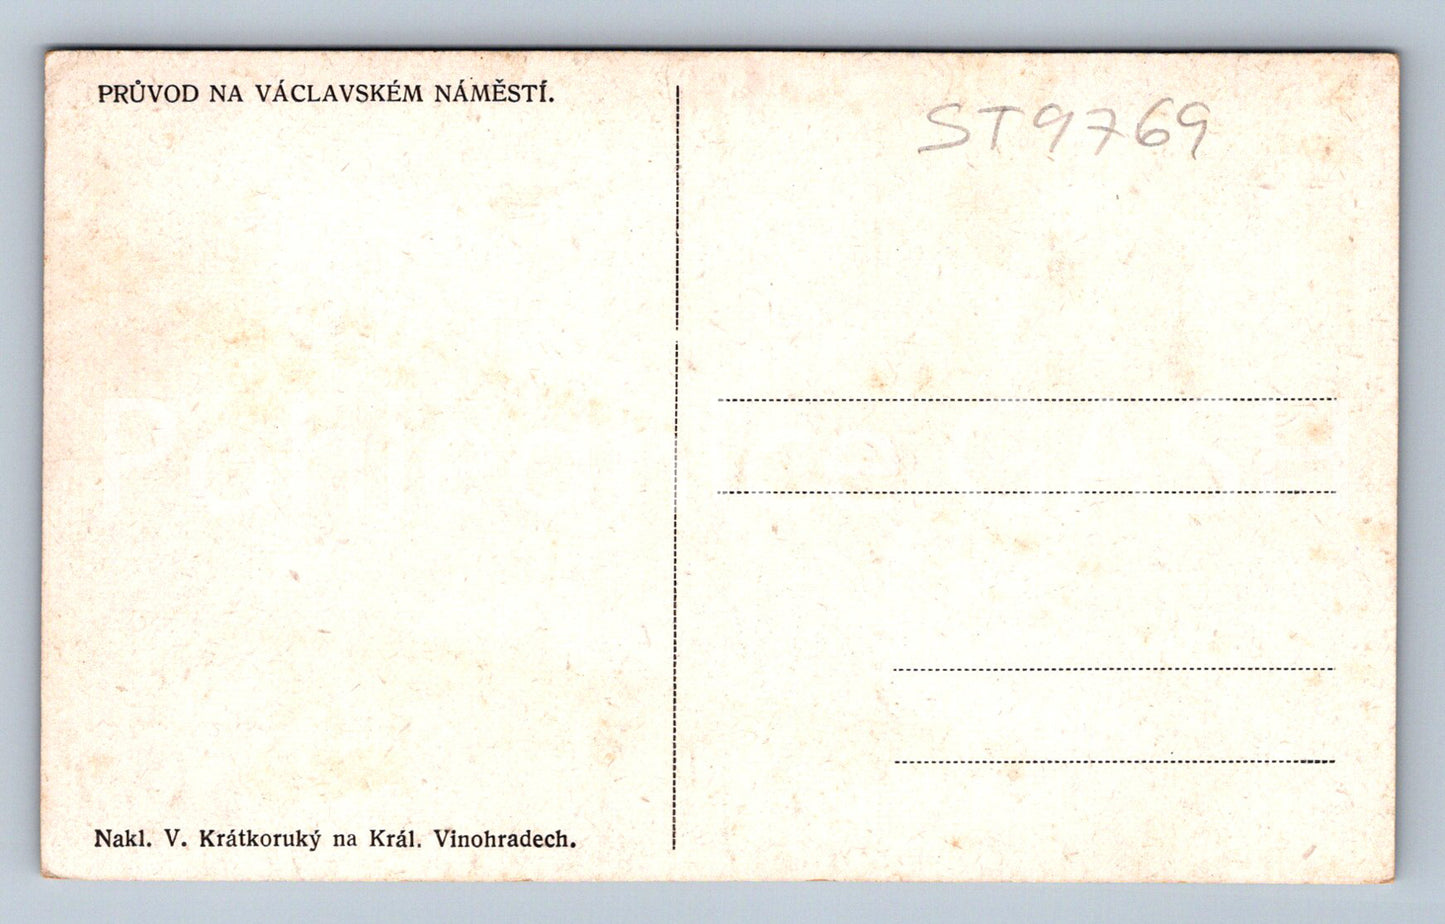 PRŮVOD NA VÁCLAVSKÉM NÁMĚSTÍ.
ST9769
Nakl. V. Krátkoruký na Král. Vinohradech.